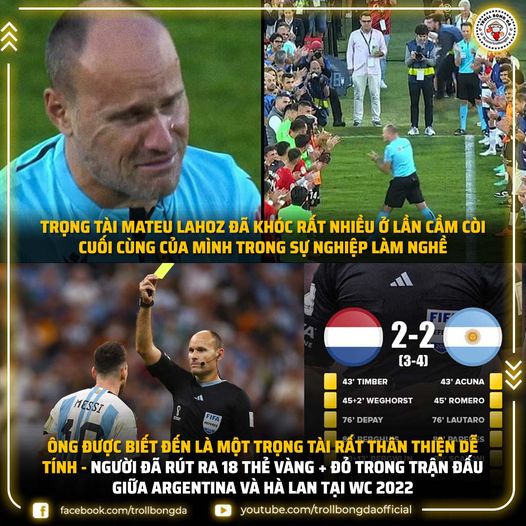 TROLL BÓNG ĐÁ
TRỌNG TÀI MATEU LAHOZ ĐÃ KHÓC RẤT NHIỀU Ở LẦN CẦM CÒI
CUỐI CÙNG CỦA MÌNH TRONG SỰ NGHIỆP LÀM NGHỀ
MESSI
FIFA
2-2
(3-4)
43' TIMBER 43' ACUNA
45+2' WEGHORST 45' ROMERO
76' DEPAY 76' LAUTARO
ÔNG ĐƯỢC BIẾT ĐẾN LÀ MỘT TRỌNG TÀI RẤT THÂN THIỆN DỄ
TÍNH - NGƯỜI ĐÃ RÚT RA 18 THẺ VÀNG + ĐỎ TRONG TRẬN ĐẤU
GIỮA ARGENTINA VÀ HÀ LAN TẠI WC 2022
facebook.com/trollbongda
youtube.com/trollbongdaofficial